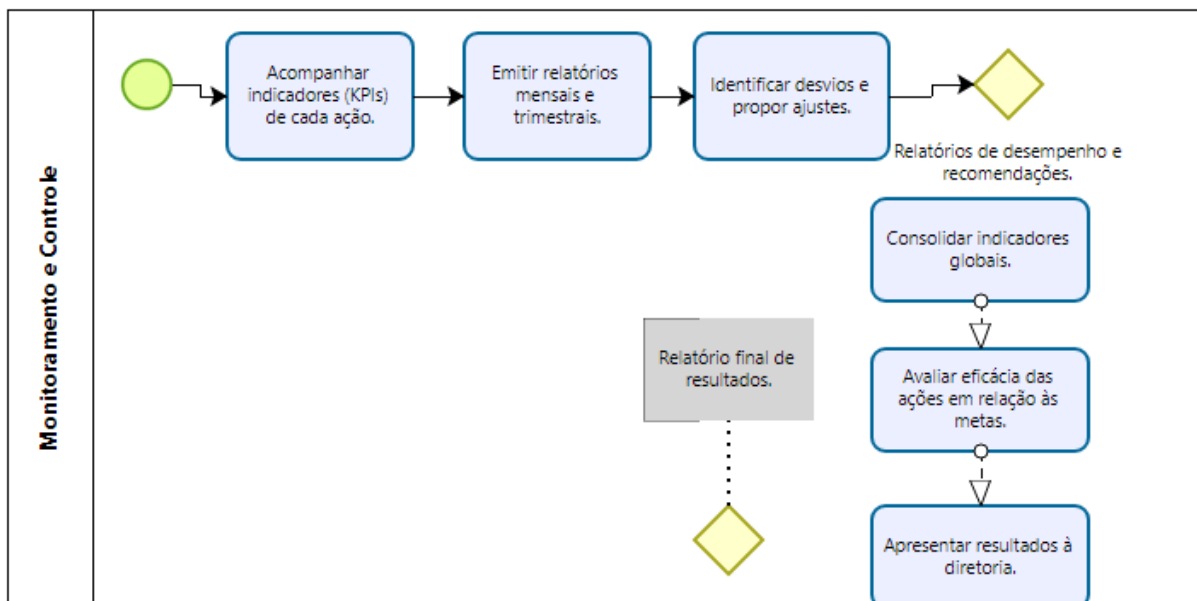 Monitoramento e Controle
Acompanhar
indicadores (KPIs)
de cada ação.
Emitir relatórios
mensais e
trimestrais.
Identificar desvios e
propor ajustes.
Relatórios de desempenho e
recomendações.
Consolidar indicadores
globais.
Relatório final de
resultados.
Avaliar eficácia das
ações em relação às
metas.
Apresentar resultados à
diretoria.